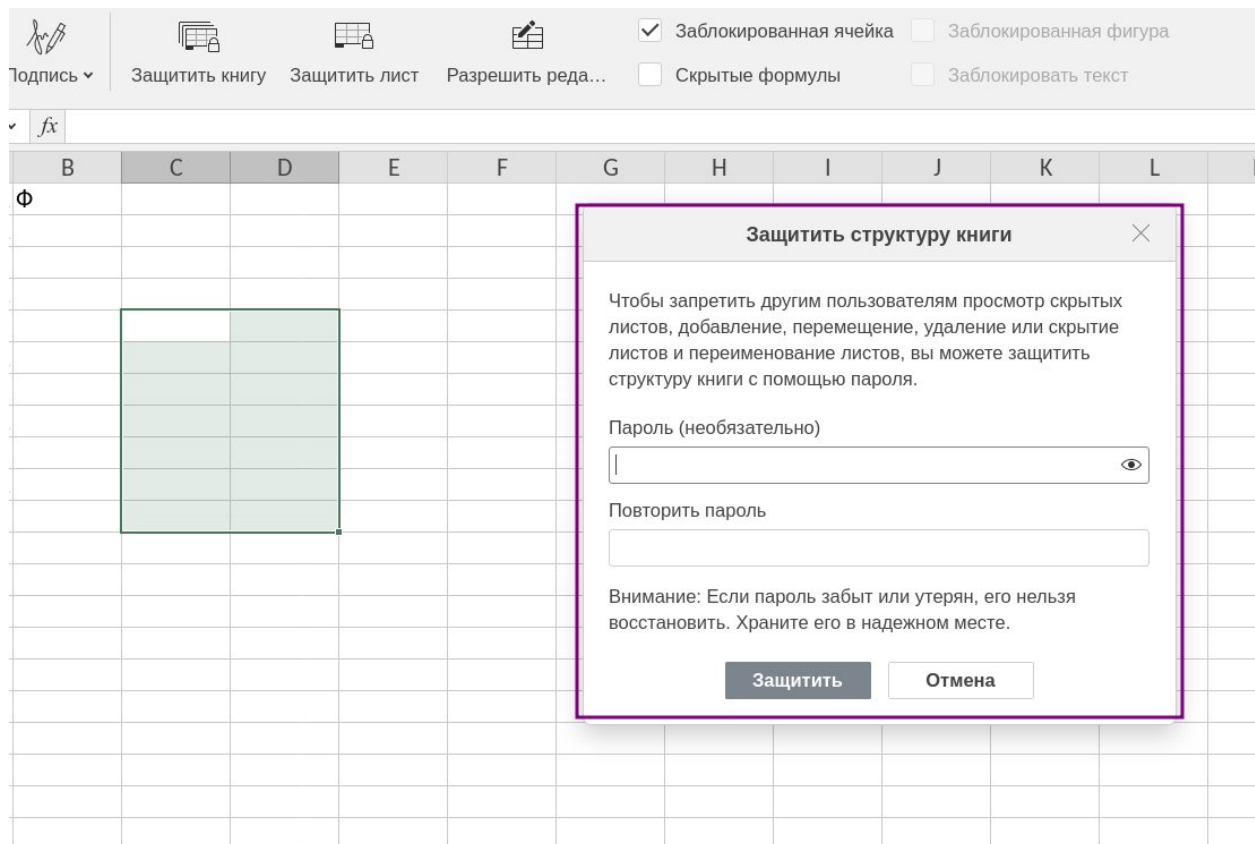 Заблокированная ячейка Заблокированная фигура
Подпись Защитить книгу Защитить лист Разрешить реда... Скрытые формулы Заблокировать текст
fx
B C D E F G H I J K L
Ф
Защитить структуру книги
Чтобы запретить другим пользователям просмотр скрытых
листов, добавление, перемещение, удаление или скрытие
листов и переименование листов, вы можете защитить
структуру книги с помощью пароля.
Пароль (необязательно)
Повторить пароль
Внимание: Если пароль забыт или утерян, его нельзя
восстановить. Храните его в надежном месте.
Защитить Отмена